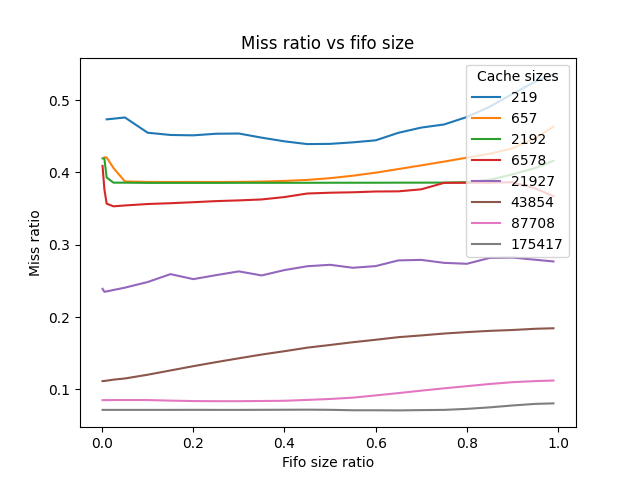 Miss ratio vs fifo size
Miss ratio
0.5
0.4
0.3
0.2
0.1
Cache sizes
219
657
2192
6578
21927
43854
87708
175417
0.0 0.2 0.4 0.6 0.8 1.0
Fifo size ratio